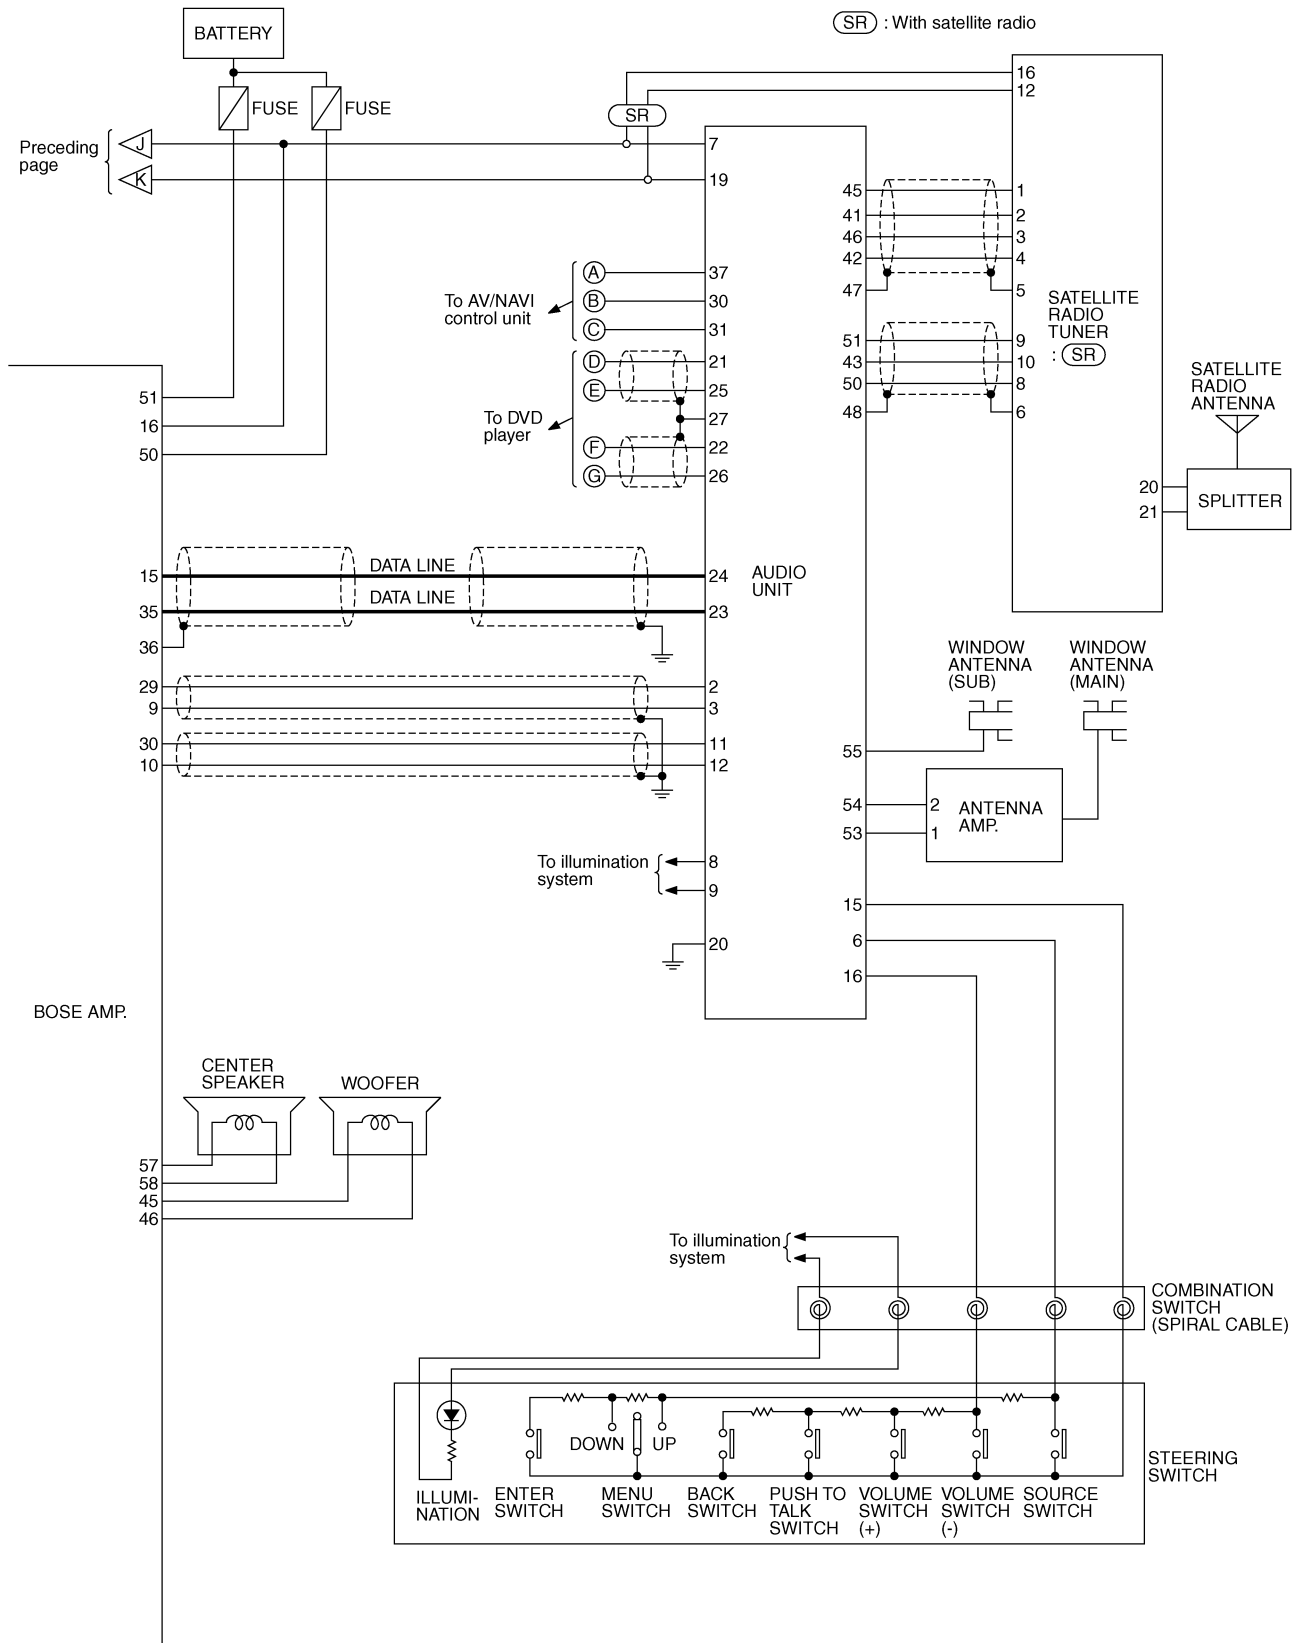 BATTERY
SR : With satellite radio
FUSE
FUSE
16
12
SR
Preceding
page
J
K
7
19
45
41
46
42
47
1
2
3
4
5
To AV/NAVI
control unit
A
B
C
37
30
31
SATELLITE
RADIO
TUNER
: SR
To DVD
player
D
E
F
G
21
25
27
22
26
51
43
50
48
9
10
8
6
SATELLITE
RADIO
ANTENNA
51
16
50
20
21
SPLITTER
15
35
36
DATA LINE
DATA LINE
24
23
AUDIO
UNIT
29
9
30
10
2
3
11
12
WINDOW
ANTENNA
(SUB)
WINDOW
ANTENNA
(MAIN)
55
54
53
2
1
ANTENNA
AMP.
To illumination
system
8
9
20
15
6
16
BOSE AMP.
CENTER
SPEAKER
WOOFER
57
58
45
46
To illumination
system
COMBINATION
SWITCH
(SPIRAL CABLE)
DOWN
UP
STEERING
SWITCH
ILLUMI-
NATION
ENTER
SWITCH
MENU
SWITCH
BACK
SWITCH
PUSH TO
TALK
SWITCH
VOLUME
SWITCH
(+)
VOLUME
SWITCH
(-)
SOURCE
SWITCH